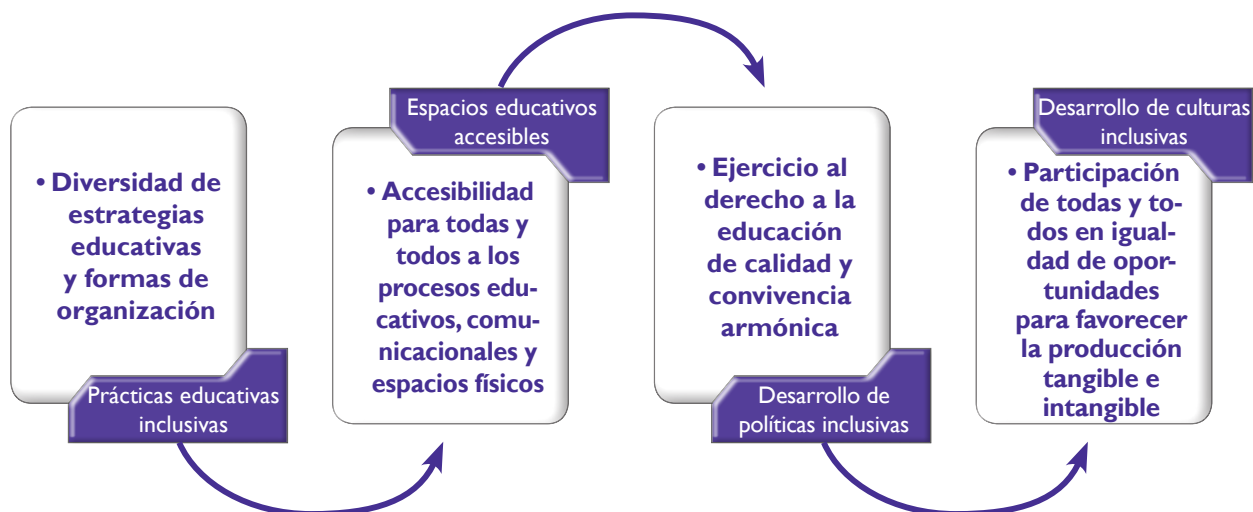 • Diversidad de
estrategias
educativas
y formas de
organización
Prácticas educativas
inclusivas
Espacios educativos
accesibles
• Accesibilidad
para todas y
todos a los
procesos edu-
cativos, comu-
nicacionales y
espacios físicos
• Ejercicio al
derecho a la
educación
de calidad y
convivencia
armónica
Desarrollo de
políticas inclusivas
Desarrollo de culturas
inclusivas
• Participación
de todas y to-
dos en igual-
dad de opor-
tunidades
para favorecer
la producción
tangible e
intangible